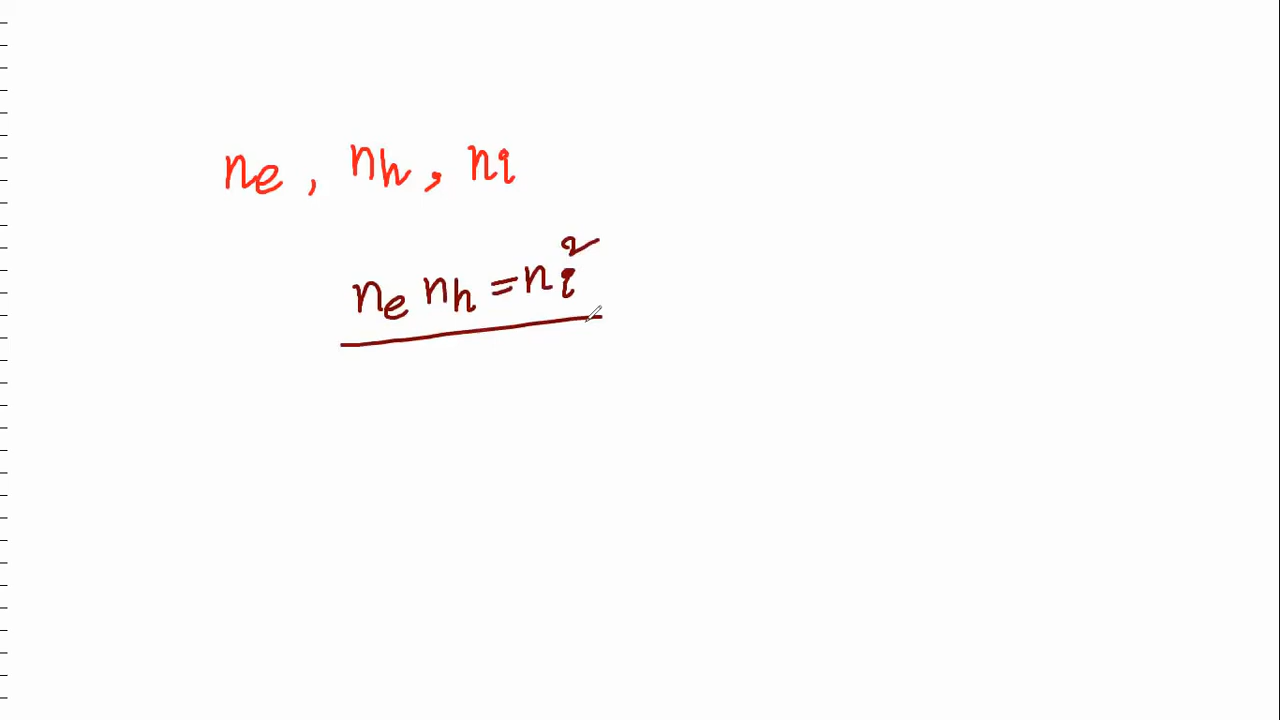 ne, nh, ni
ne nh = ni²